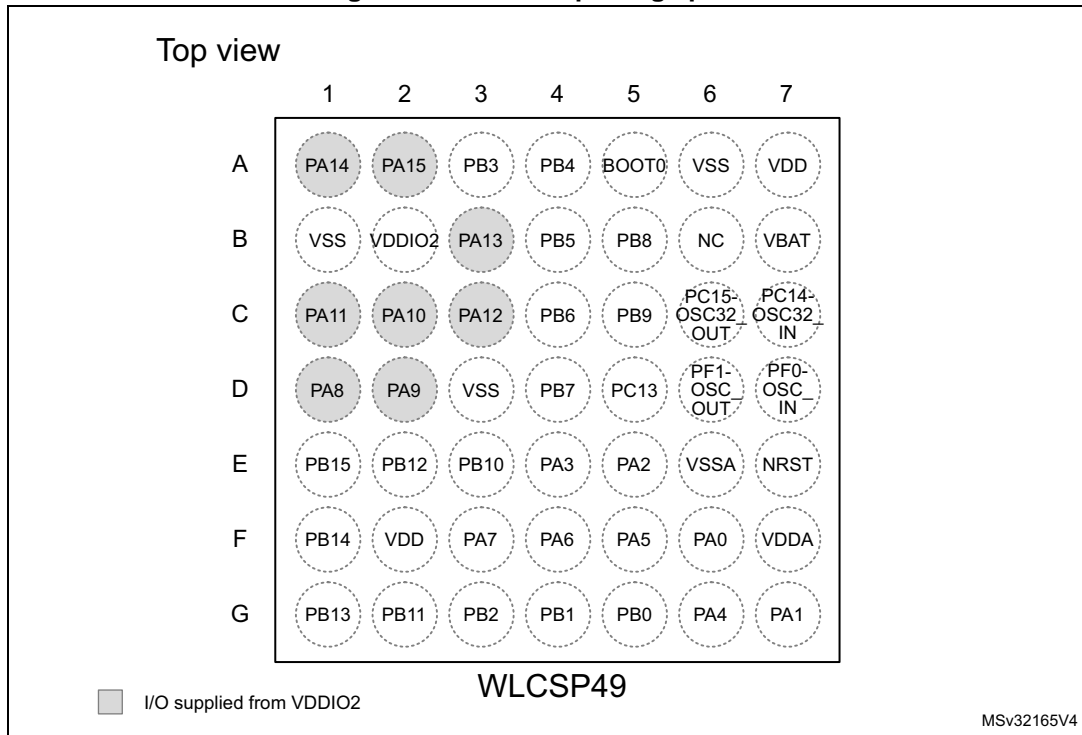 Top view
1 2 3 4 5 6 7
A PA14 PA15 PB3 PB4 BOOT0 VSS VDD
B VSS VDDIO2 PA13 PB5 PB8 NC VBAT
C PA11 PA10 PA12 PB6 PB9 PC15-OSC32_OUT PC14-OSC32_IN
D PA8 PA9 VSS PB7 PC13 PF1-OSC_OUT PF0-OSC_IN
E PB15 PB12 PB10 PA3 PA2 VSSA NRST
F PB14 VDD PA7 PA6 PA5 PA0 VDDA
G PB13 PB11 PB2 PB1 PB0 PA4 PA1
WLCSP49
I/O supplied from VDDIO2
MSv32165V4